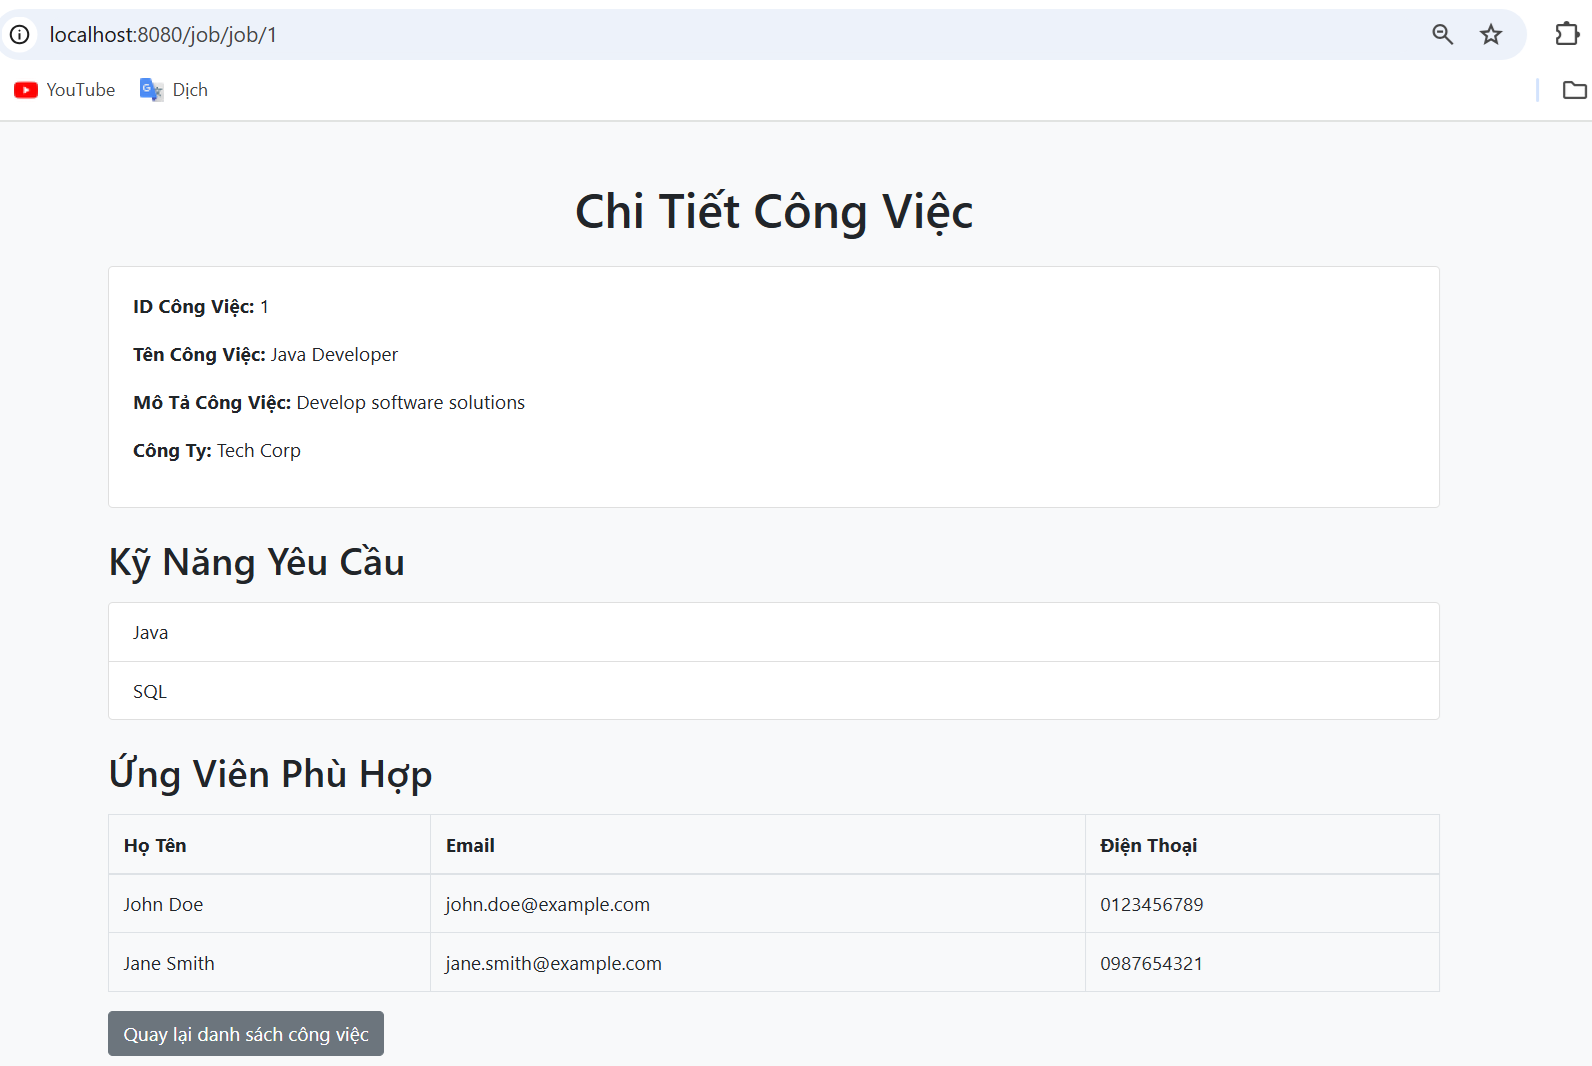 localhost:8080/job/job/1
YouTube Dịch
Chi Tiết Công Việc
ID Công Việc: 1
Tên Công Việc: Java Developer
Mô Tả Công Việc: Develop software solutions
Công Ty: Tech Corp
Kỹ Năng Yêu Cầu
Java
SQL
Ứng Viên Phù Hợp
Họ Tên Email Điện Thoại
John Doe john.doe@example.com 0123456789
Jane Smith jane.smith@example.com 0987654321
Quay lại danh sách công việc